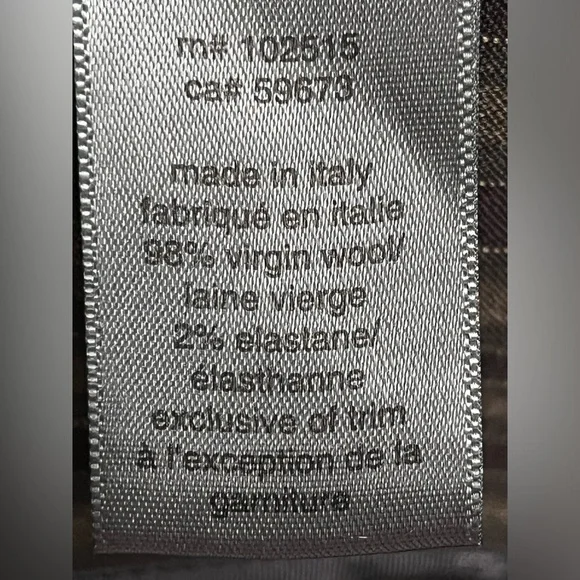 rn# 102515
ca# 59673
made in italy
fabriqué en italie
98% virgin wool/
laine vierge
2% elastane/
élasthanne
exclusive of trim
à l'exception de la
garniture